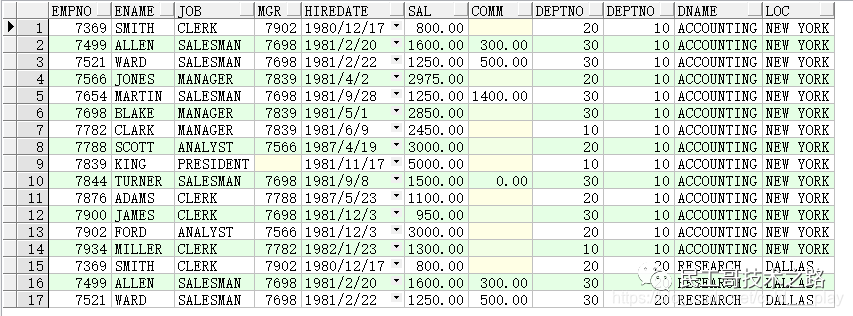 EMPNO ENAME JOB MGR HIREDATE SAL COMM DEPTNO DEPTNO DNAME LOC
1 7369 SMITH CLERK 7902 1980/12/17 800.00 20 10 ACCOUNTING NEW YORK
2 7499 ALLEN SALESMAN 7698 1981/2/20 1600.00 300.00 30 10 ACCOUNTING NEW YORK
3 7521 WARD SALESMAN 7698 1981/2/22 1250.00 500.00 30 10 ACCOUNTING NEW YORK
4 7566 JONES MANAGER 7839 1981/4/2 2975.00 20 10 ACCOUNTING NEW YORK
5 7654 MARTIN SALESMAN 7698 1981/9/28 1250.00 1400.00 30 10 ACCOUNTING NEW YORK
6 7698 BLAKE MANAGER 7839 1981/5/1 2850.00 30 10 ACCOUNTING NEW YORK
7 7782 CLARK MANAGER 7839 1981/6/9 2450.00 10 10 ACCOUNTING NEW YORK
8 7788 SCOTT ANALYST 7566 1987/4/19 3000.00 20 10 ACCOUNTING NEW YORK
9 7839 KING PRESIDENT 1981/11/17 5000.00 10 10 ACCOUNTING NEW YORK
10 7844 TURNER SALESMAN 7698 1981/9/8 1500.00 0.00 30 10 ACCOUNTING NEW YORK
11 7876 ADAMS CLERK 7788 1987/5/23 1100.00 20 10 ACCOUNTING NEW YORK
12 7900 JAMES CLERK 7698 1981/12/3 950.00 30 10 ACCOUNTING NEW YORK
13 7902 FORD ANALYST 7566 1981/12/3 3000.00 20 10 ACCOUNTING NEW YORK
14 7934 MILLER CLERK 7782 1982/1/23 1300.00 10 10 ACCOUNTING NEW YORK
15 7369 SMITH CLERK 7902 1980/12/17 800.00 20 20 RESEARCH DALLAS
16 7499 ALLEN SALESMAN 7698 1981/2/20 1600.00 300.00 30 20 RESEARCH DALLAS
17 7521 WARD SALESMAN 7698 1981/2/22 1250.00 500.00 30 20 RESEARCH DALLAS